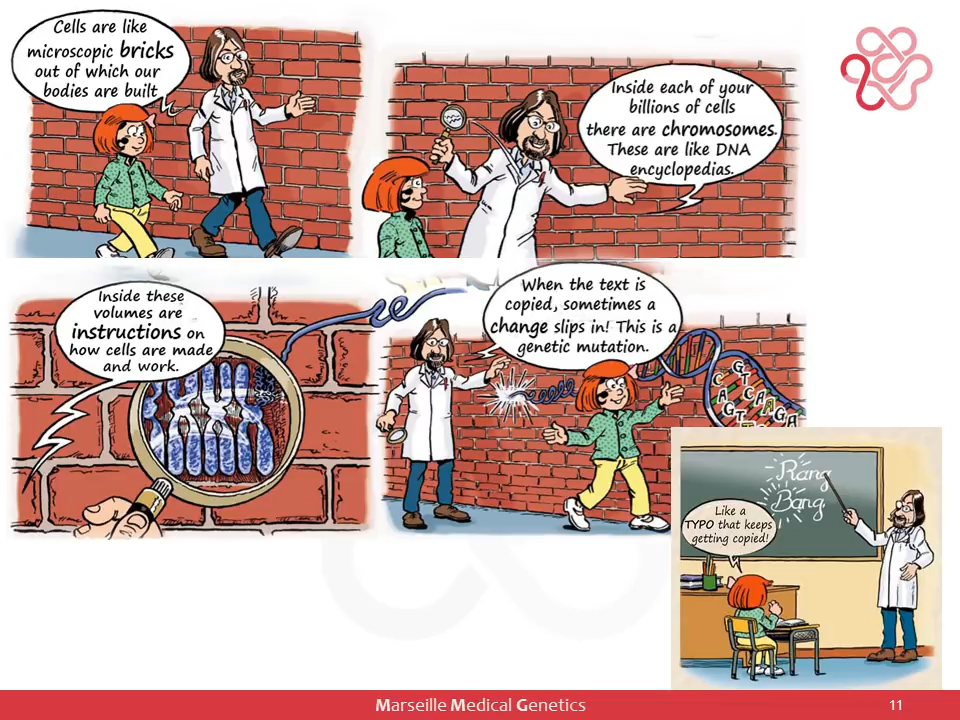 Cells are like
microscopic bricks
out of which our
bodies are built
Inside each of your
billions of cells
there are chromosomes.
These are like DNA
encyclopedias.
Inside these
volumes are
instructions on
how cells are made
and work.
When the text is
copied, sometimes a
change slips in! This is a
genetic mutation.
Rang
Bang
Like a
TYPO that keeps
getting copied!
Marseille Medical Genetics
11